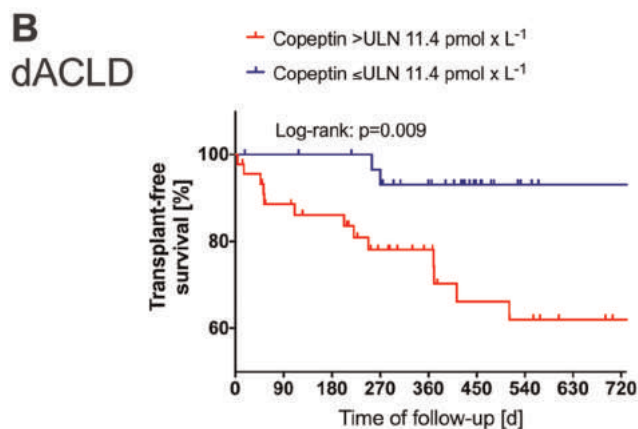 B
dACLD
Copeptin >ULN 11.4 pmol x L⁻¹
Copeptin ≤ULN 11.4 pmol x L⁻¹
Log-rank: p=0.009
100
80
60
Transplant-free
survival [%]
0 90 180 270 360 450 540 630 720
Time of follow-up [d]